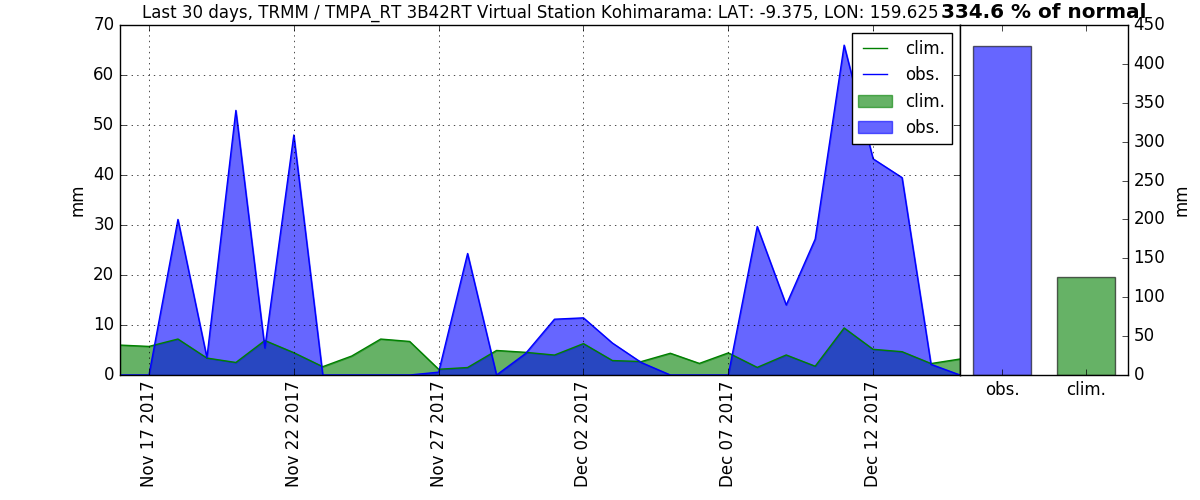 Last 30 days, TRMM / TMPA_RT 3B42RT Virtual Station Kohimarama: LAT: -9.375, LON: 159.625
334.6 % of normal
70
60
50
40
30
20
10
0
mm
clim.
obs.
clim.
obs.
Nov 17 2017
Nov 22 2017
Nov 27 2017
Dec 02 2017
Dec 07 2017
Dec 12 2017
450
400
350
300
250
200
150
100
50
0
mm
obs.
clim.